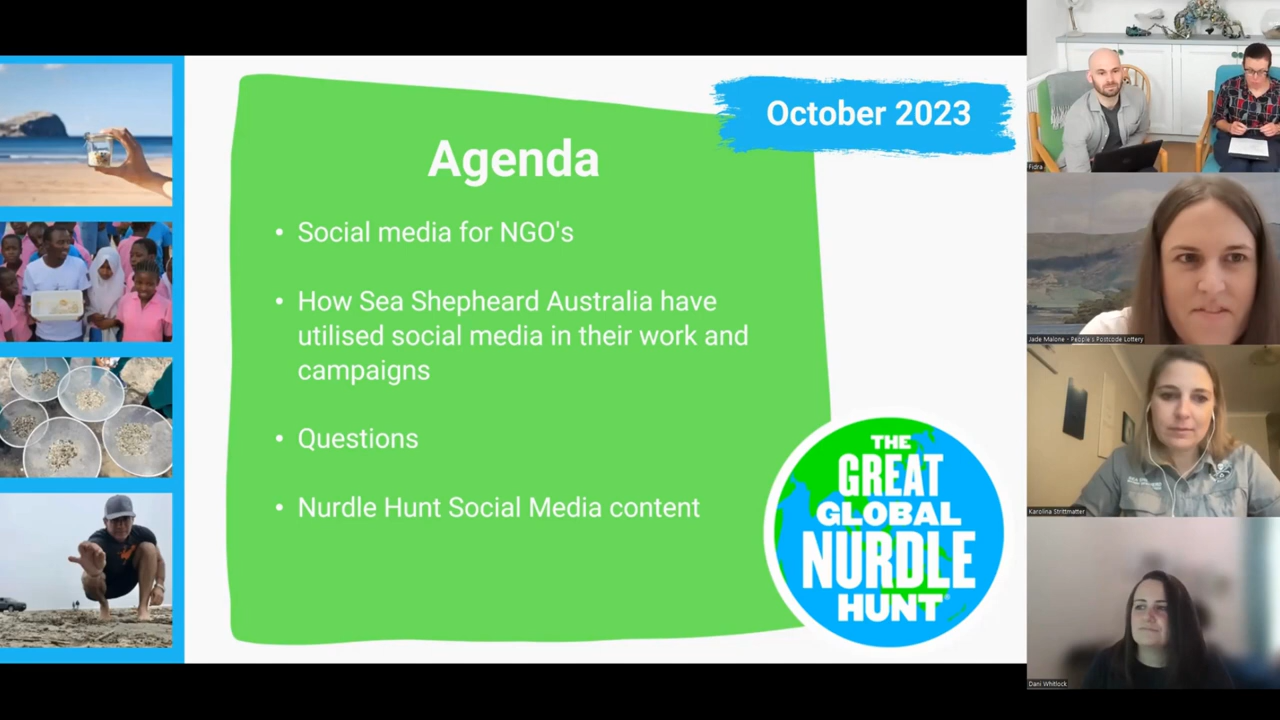 October 2023
Agenda
• Social media for NGO's
• How Sea Shepheard Australia have
utilised social media in their work and
campaigns
• Questions
• Nurdle Hunt Social Media content
THE
GREAT
GLOBAL
NURDLE
HUNT
Fidra
Jade Malone - People's Postcode Lottery
Karolina Strittmatter
Dani Whitlock